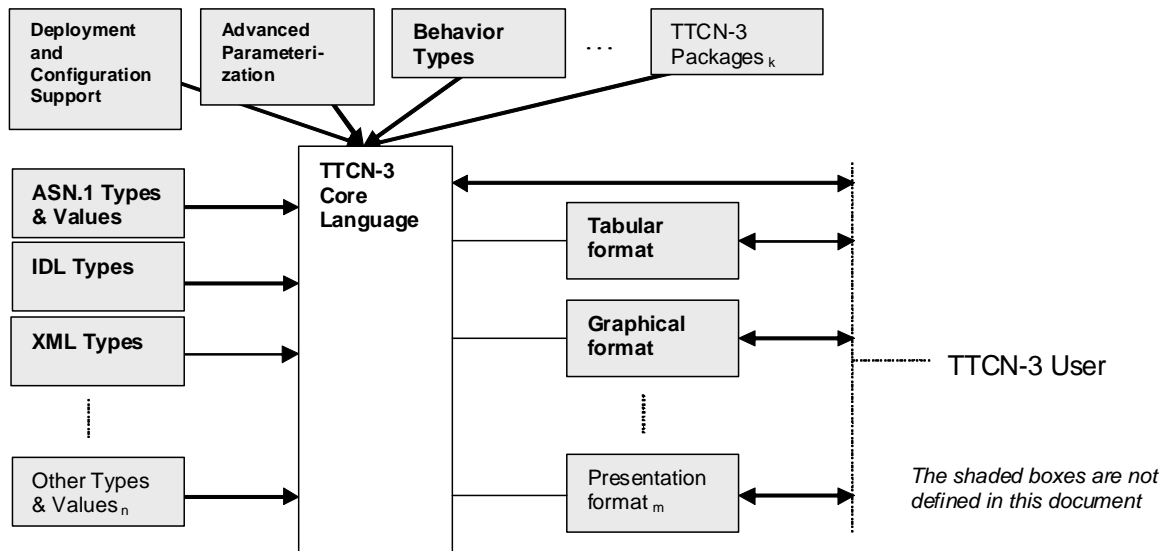 Deployment
and
Configuration
Support
Advanced
Parameteri-
zation
Behavior
Types
...
TTCN-3
Packages k
TTCN-3
Core
Language
ASN.1 Types
& Values
IDL Types
XML Types
Other Types
& Values n
Tabular
format
Graphical
format
Presentation
format m
TTCN-3 User
The shaded boxes are not
defined in this document